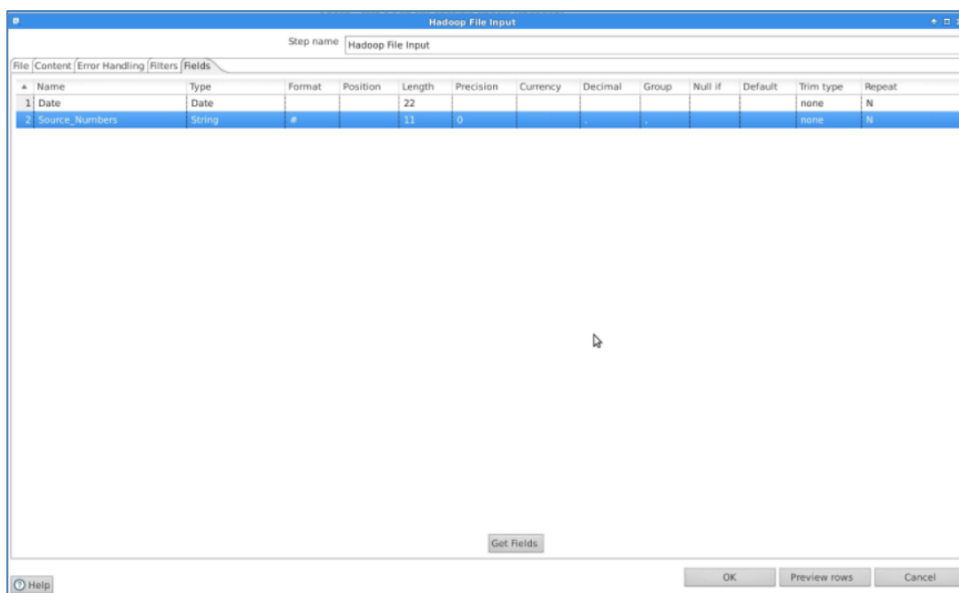 Hadoop File Input
Step name Hadoop File Input
File Content Error Handling Filters Fields
Name Type Format Position Length Precision Currency Decimal Group Null if Default Trim type Repeat
1 Date Date 22 none N
2 Source_Numbers String # 11 0 . , none N
Get Fields
OK Preview rows Cancel
Help